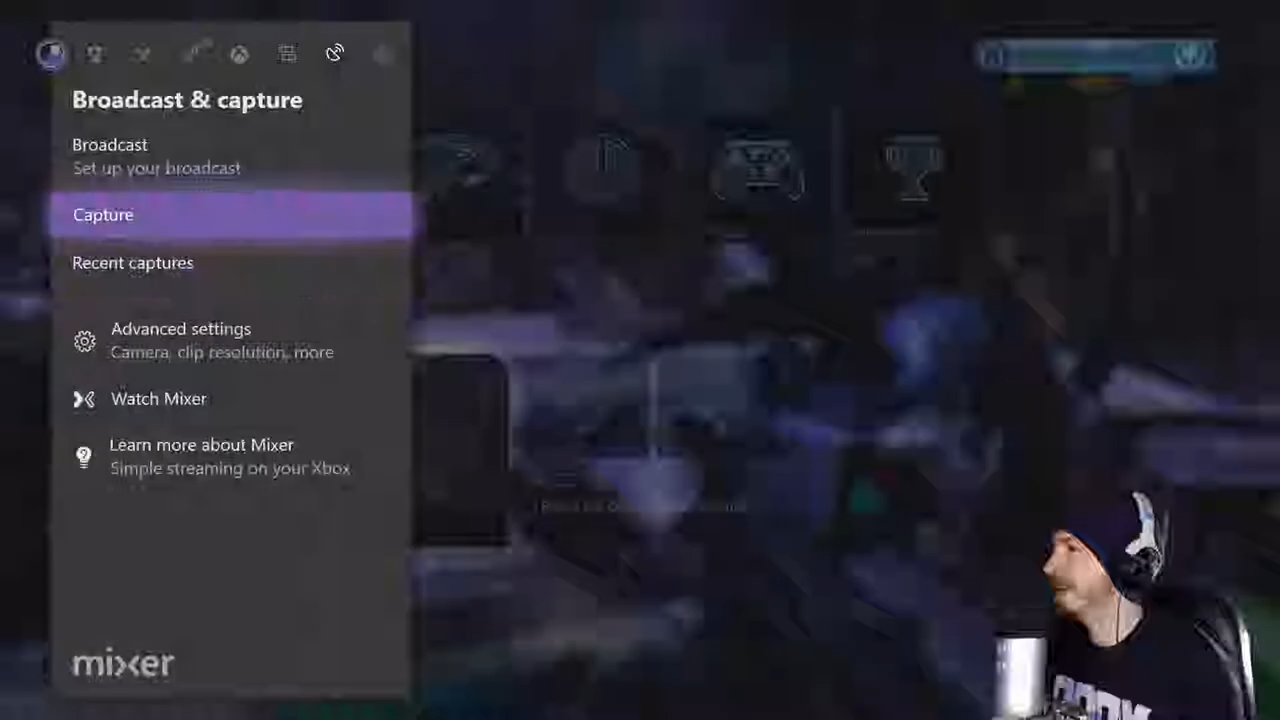 Broadcast & capture
Broadcast
Set up your broadcast
Capture
Recent captures
Advanced settings
Camera, clip resolution, more
Watch Mixer
Learn more about Mixer
Simple streaming on your Xbox
mixer